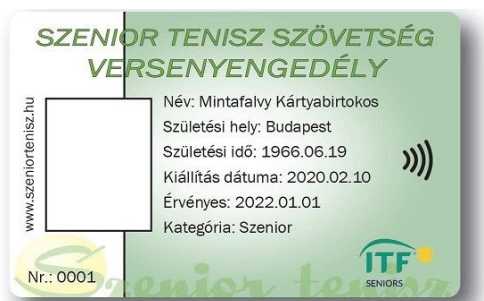 SZENIOR TENISZ SZÖVETSÉG
VERSENYENGEDÉLY
www.szeniortenisz.hu
Név: Mintafalvy Kártyabirtokos
Születési hely: Budapest
Születési idő: 1966.06.19
Kiállítás dátuma: 2020.02.10
Érvényes: 2022.01.01
Kategória: Szenior
Nr.: 0001
Szenior tenisz
ITF
SENIORS